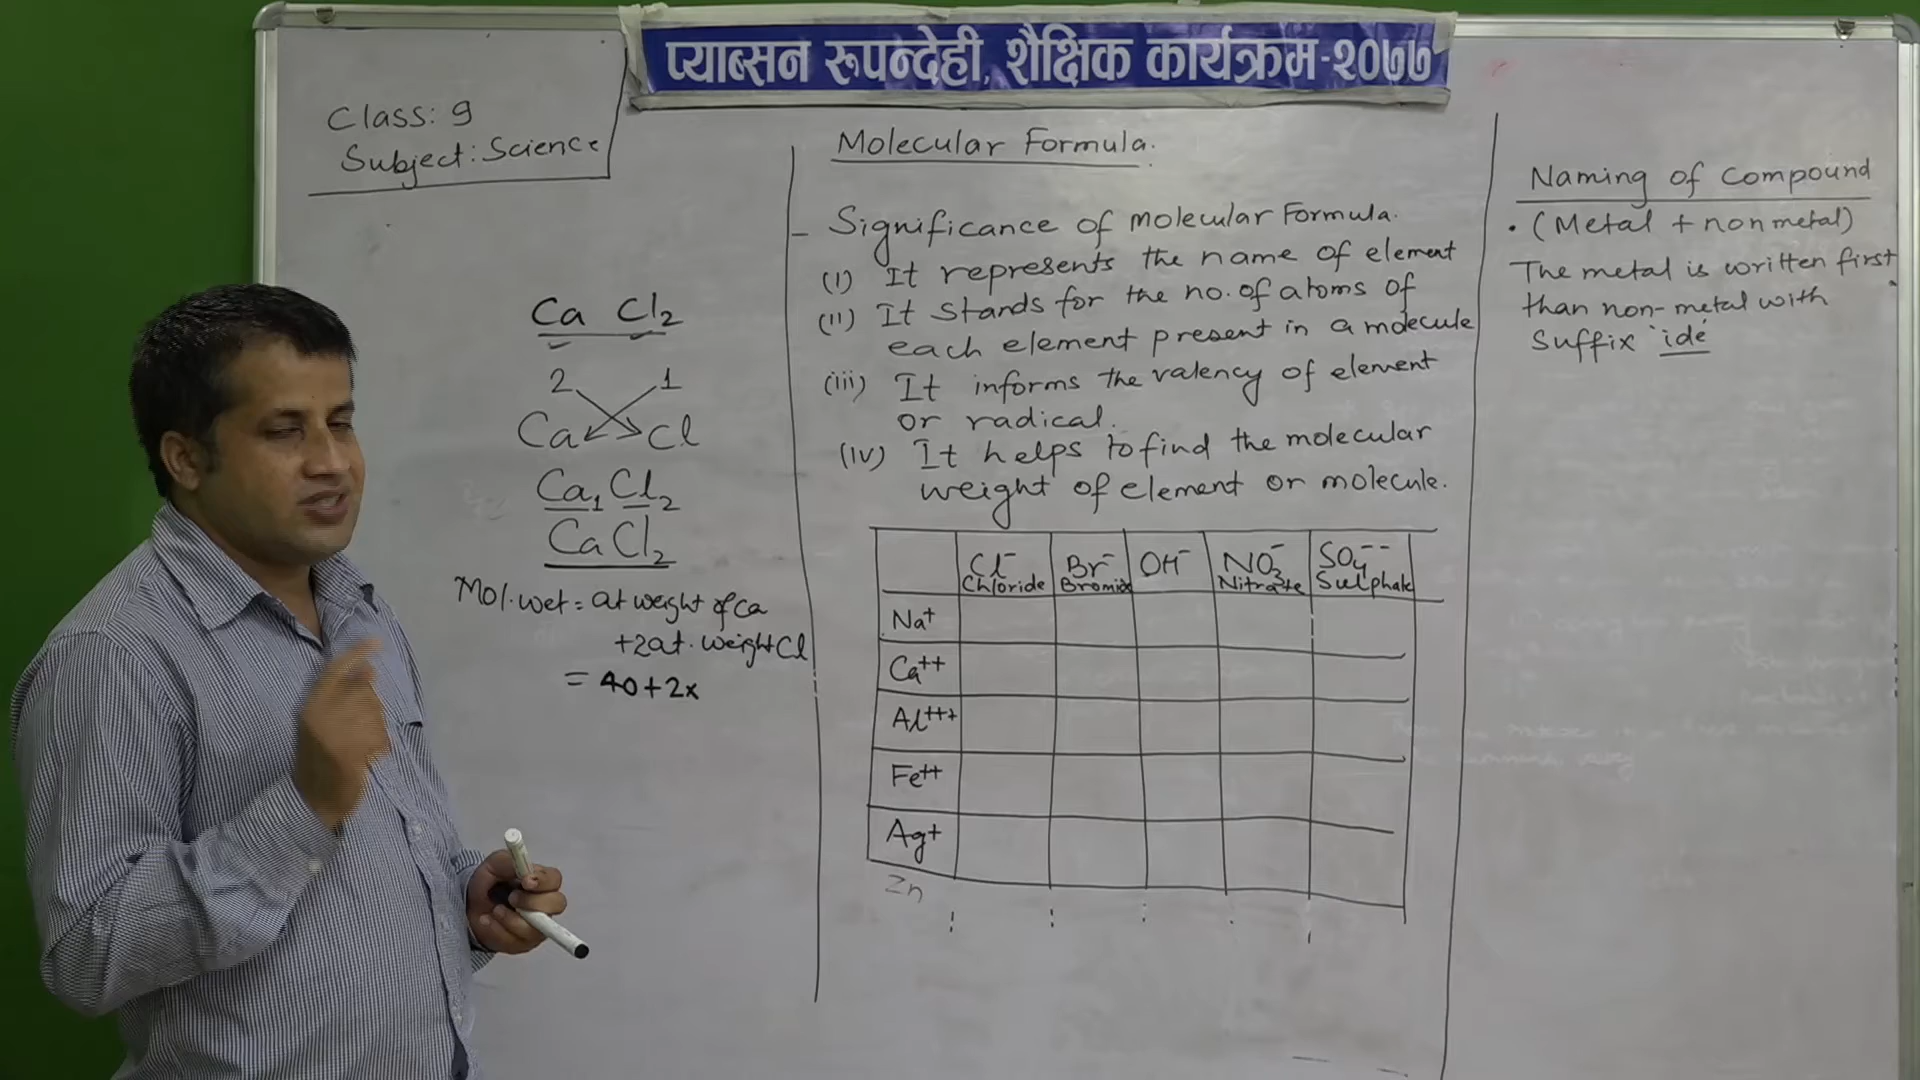 प्याब्सन रुपन्देही, शैक्षिक कार्यक्रम-२०७७
Class: 9
Subject: Science
Ca Cl₂
2 1
Ca Cl
Ca₁ Cl₂
CaCl₂
Mol. wet = at weight of Ca
+2at. weight Cl
= 40+2x
Molecular Formula.
- Significance of molecular Formula.
(i) It represents the name of element
(ii) It stands for the no. of atoms of
each element present in a molecule
(iii) It informs the valency of element
or radical.
(iv) It helps to find the molecular
weight of element or molecule.
Cl⁻ Br⁻ OH⁻ NO₃⁻ SO₄⁻⁻
Chloride Bromide Nitrate Sulphate
Na⁺
Ca⁺⁺
Al⁺⁺⁺
Fe⁺⁺
Ag⁺
Zn
Naming of Compound
• (Metal + non metal)
The metal is written first
than non-metal with
Suffix 'ide'